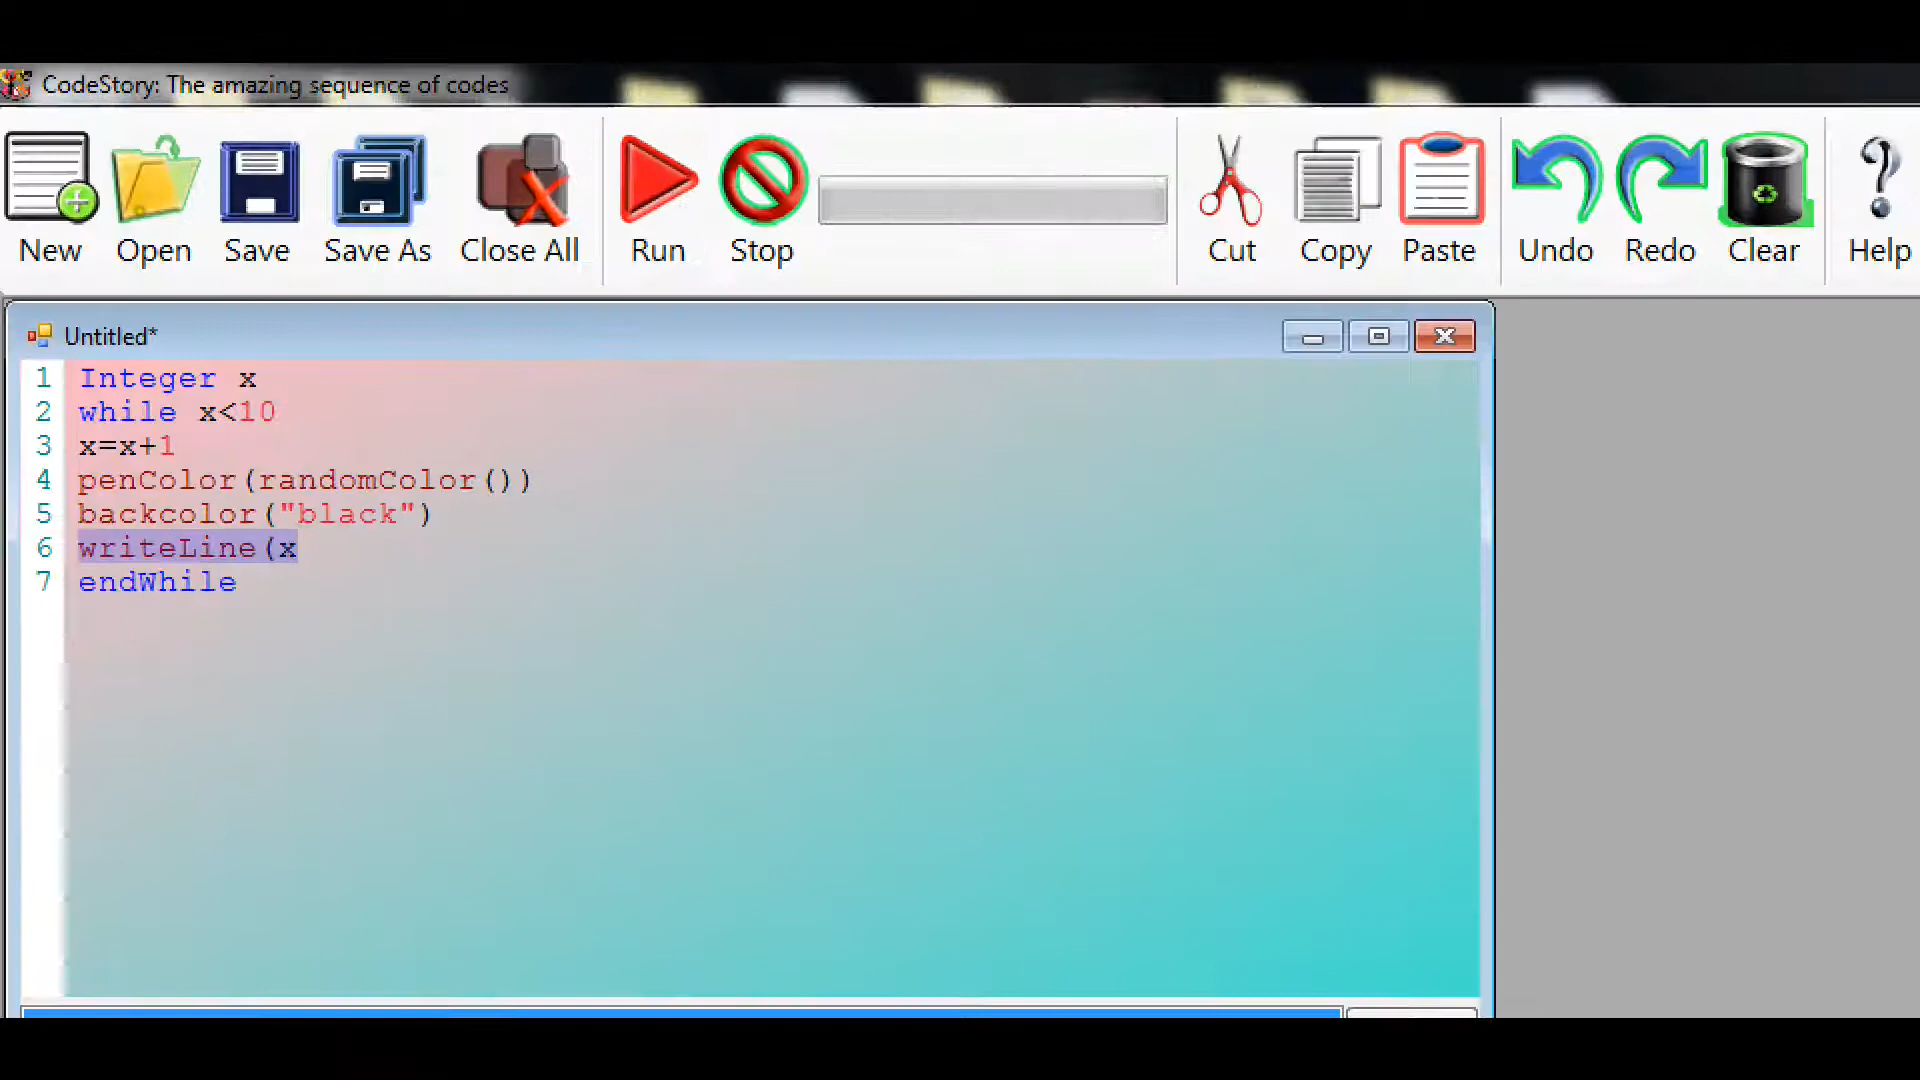 CodeStory: The amazing sequence of codes
New Open Save Save As Close All Run Stop Cut Copy Paste Undo Redo Clear Help
Untitled*
1 Integer x
2 while x<10
3 x=x+1
4 penColor(randomColor())
5 backcolor("black")
6 writeLine(x
7 endWhile